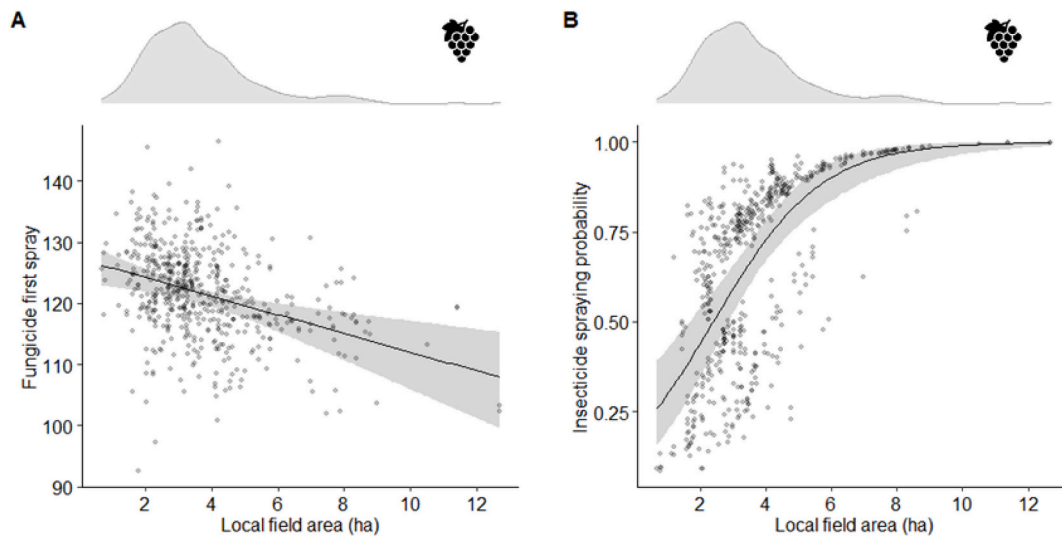 A
B
Fungicide first spray
140
130
120
110
100
90
2 4 6 8 10 12
Local field area (ha)
Insecticide spraying probability
1.00
0.75
0.50
0.25
2 4 6 8 10 12
Local field area (ha)